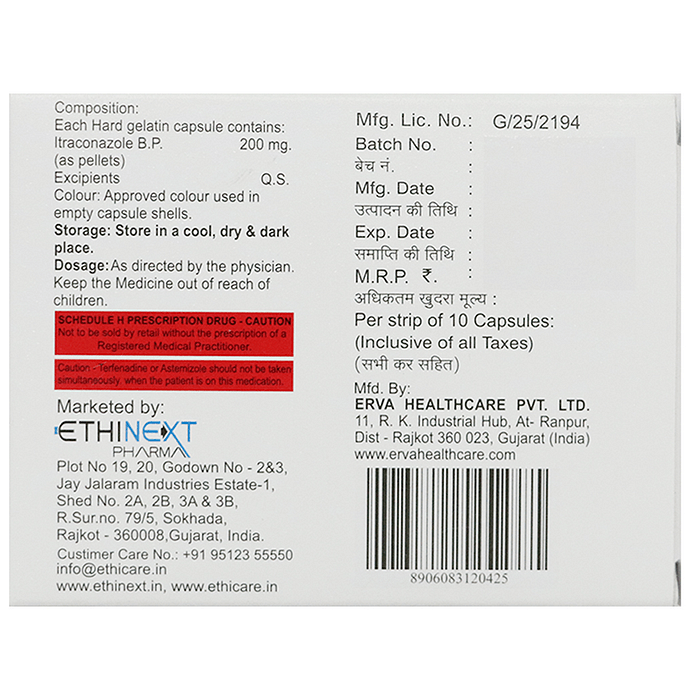 Composition:
Each Hard gelatin capsule contains:
Itraconazole B.P. 200 mg.
(as pellets)
Excipients Q.S.
Colour: Approved colour used in
empty capsule shells.
Storage: Store in a cool, dry & dark
place.
Dosage: As directed by the physician.
Keep the Medicine out of reach of
children.
SCHEDULE H PRESCRIPTION DRUG - CAUTION
Not to be sold by retail without the prescription of a
Registered Medical Practitioner.
Caution - Terfenadine or Astemizole should not be taken
simultaneously, when the patient is on this medication.
Marketed by:
ETHINEXT
PHARMA
Plot No 19, 20, Godown No - 2&3,
Jay Jalaram Industries Estate-1,
Shed No. 2A, 2B, 3A & 3B,
R.Sur.no. 79/5, Sokhada,
Rajkot - 360008,Gujarat, India.
Custimer Care No.: +91 95123 55550
info@ethicare.in
www.ethinext.in, www.ethicare.in
Mfg. Lic. No.: G/25/2194
Batch No. :
बेच नं. :
Mfg. Date :
उत्पादन की तिथि :
Exp. Date :
समाप्ति की तिथि :
M.R.P. ₹. :
अधिकतम खुदरा मूल्य :
Per strip of 10 Capsules:
(Inclusive of all Taxes)
(सभी कर सहित)
Mfd. By:
ERVA HEALTHCARE PVT. LTD.
11, R. K. Industrial Hub, At- Ranpur,
Dist - Rajkot 360 023, Gujarat (India)
www.ervahealthcare.com
8906083120425